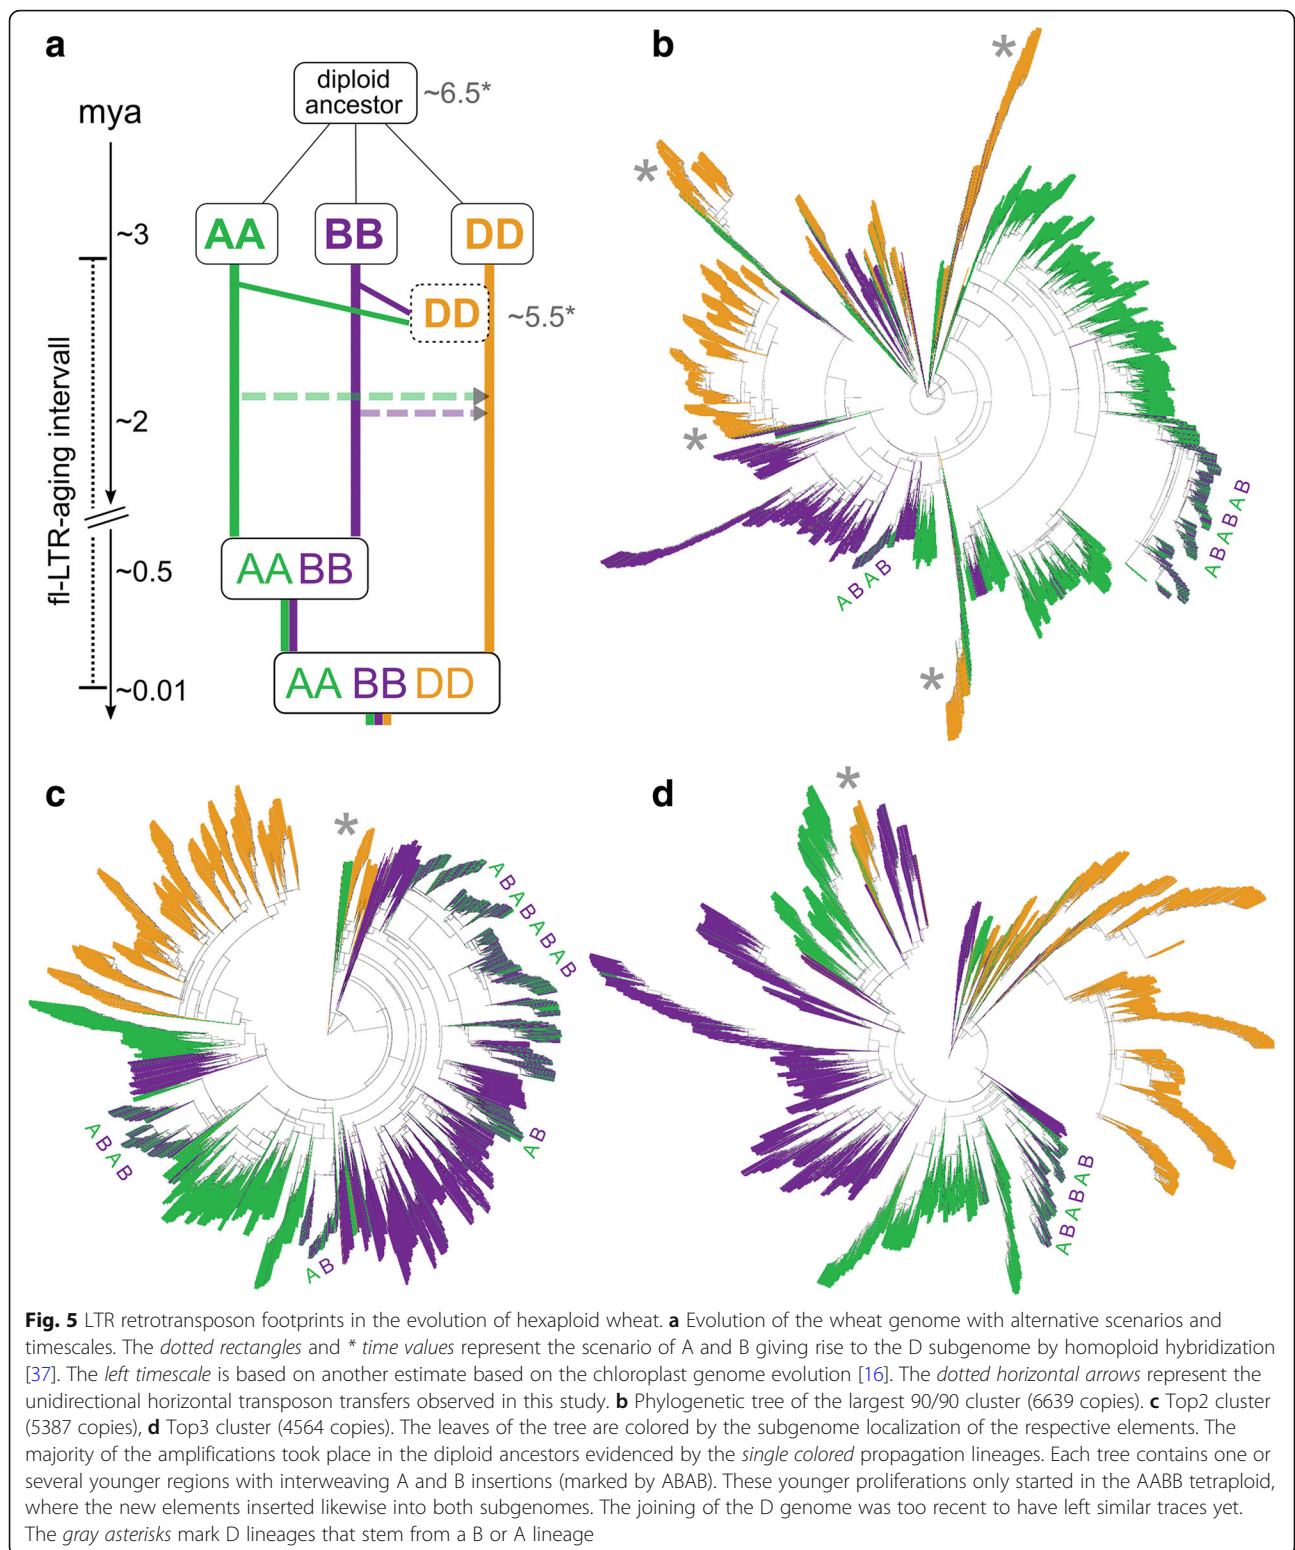 a
diploid
ancestor
~6.5*
mya
~3
AA
BB
DD
DD
~5.5*
fl-LTR-aging intervall
~2
AABB
~0.5
AA BB DD
~0.01
b
*
*
*
*
ABABAB
ABAB
c
*
ABABABAB
AB
ABAB
AB
d
*
ABABAB
Fig. 5 LTR retrotransposon footprints in the evolution of hexaploid wheat. a Evolution of the wheat genome with alternative scenarios and
timescales. The dotted rectangles and * time values represent the scenario of A and B giving rise to the D subgenome by homoploid hybridization
[37]. The left timescale is based on another estimate based on the chloroplast genome evolution [16]. The dotted horizontal arrows represent the
unidirectional horizontal transposon transfers observed in this study. b Phylogenetic tree of the largest 90/90 cluster (6639 copies). c Top2 cluster
(5387 copies), d Top3 cluster (4564 copies). The leaves of the tree are colored by the subgenome localization of the respective elements. The
majority of the amplifications took place in the diploid ancestors evidenced by the single colored propagation lineages. Each tree contains one or
several younger regions with interweaving A and B insertions (marked by ABAB). These younger proliferations only started in the AABB tetraploid,
where the new elements inserted likewise into both subgenomes. The joining of the D genome was too recent to have left similar traces yet.
The gray asterisks mark D lineages that stem from a B or A lineage